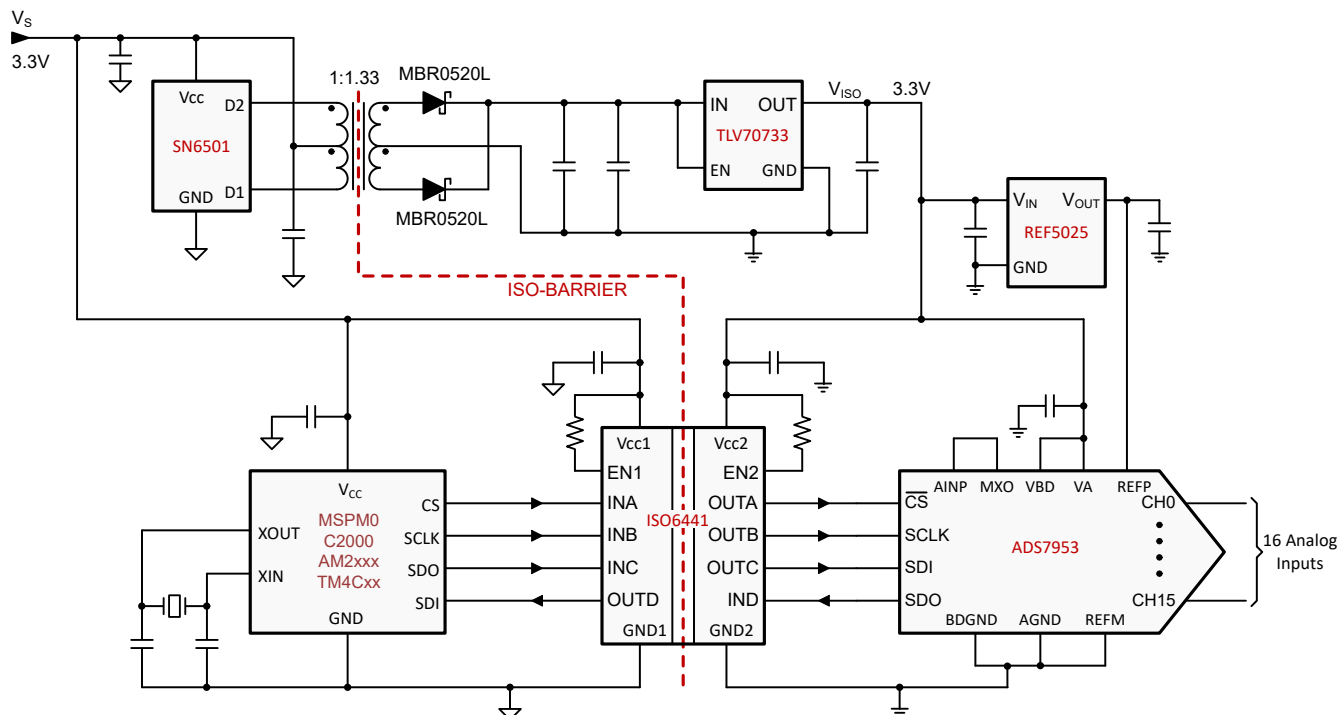 VS
3.3V
1:1.33
MBR0520L
Vcc
D2
SN6501
GND
D1
MBR0520L
IN
OUT
TLV70733
EN
GND
VISO
3.3V
VIN
VOUT
REF5025
GND
ISO-BARRIER
Vcc1
EN1
INA
INB
INC
OUTD
GND1
ISO6441
Vcc2
EN2
OUTA
OUTB
OUTC
IND
GND2
VCC
CS
MSPM0
XOUT
C2000
SCLK
AM2xxx
SDO
XIN
TM4Cxx
SDI
GND
AINP
MXO
VBD
VA
REFP
CS
CH0
SCLK
ADS7953
SDI
SDO
CH15
BDGND
AGND
REFM
16 Analog
Inputs